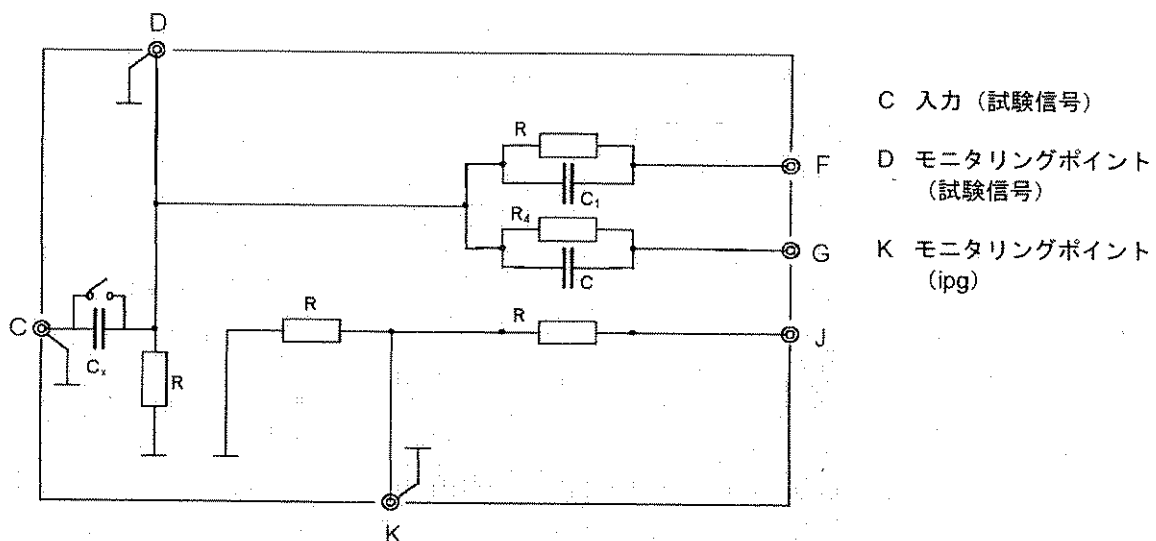 D
C 入力（試験信号）
R
F
D モニタリングポイント
（試験信号）
C₁
R₄
G
K モニタリングポイント
（ipg）
C
R
R
C
J
Cₓ
R
K